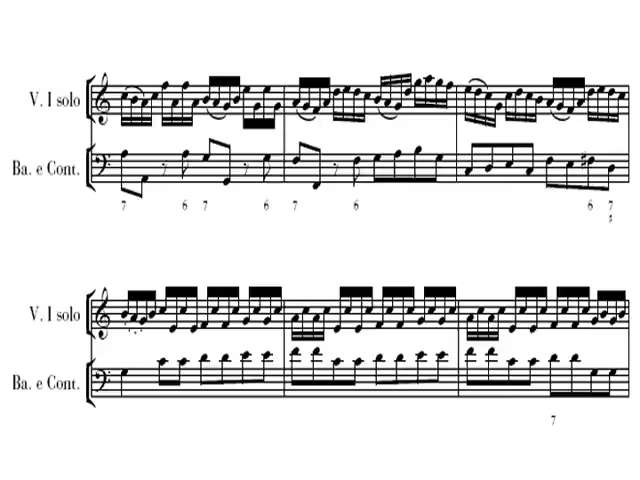 V. I solo
Ba. e Cont.
7 6 7 6 7 6 6 7
♯
V. I solo
Ba. e Cont.
7